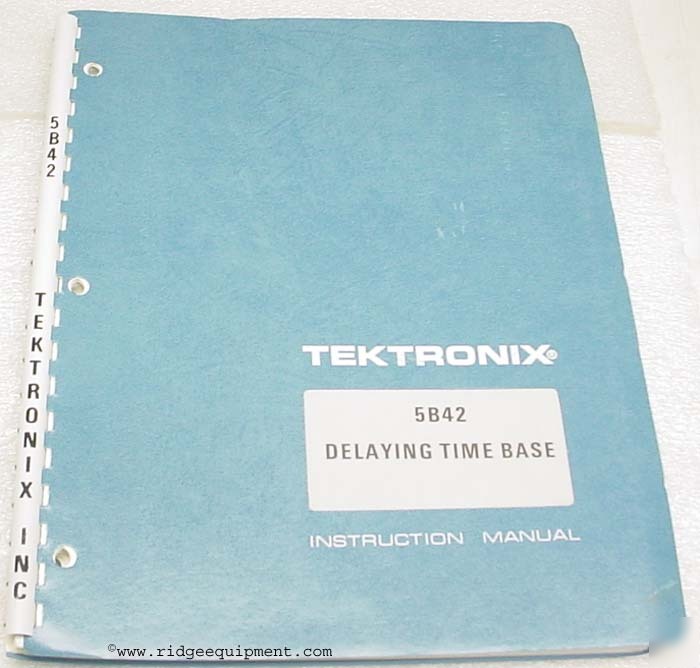 5B42
TEKTRONIX INC
TEKTRONIX®
5B42
DELAYING TIME BASE
INSTRUCTION MANUAL
©www.ridgeequipment.com